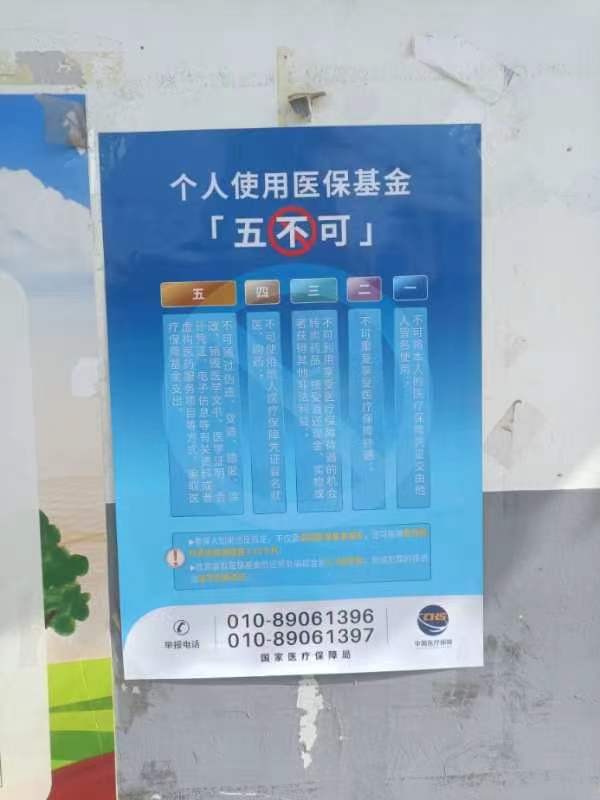 个人使用医保基金
「五不可」
一
不可将本人的医疗保障凭证交由他
人冒名使用；
二
不可重复享受医疗保障待遇；
三
不可利用享受医疗保障待遇的机会
转卖药品，接受返还现金、实物或
者获得其他非法利益；
四
不可使用他人医疗保障凭证冒名就
医、购药；
五
不可通过伪造、变造、隐匿、涂
改、销毁医学文书、医学证明、会
计凭证、电子信息等有关资料或者
虚构医药服务项目等方式，骗取医
疗保障基金支出。
举报电话
010-89061396
010-89061397
国家医疗保障局
CHS
中国医疗保障